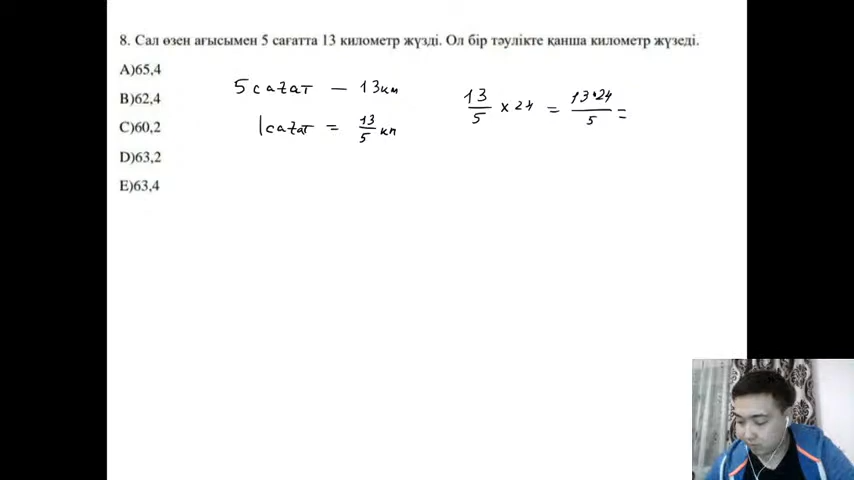 8. Сал өзен ағысымен 5 сағатта 13 километр жүзді. Ол бір тәулікте қанша километр жүзеді.
A)65,4
B)62,4
C)60,2
D)63,2
E)63,4
5 сағат — 13км
1 сағат = 13/5 км
13/5 × 24 = 13·24/5 =